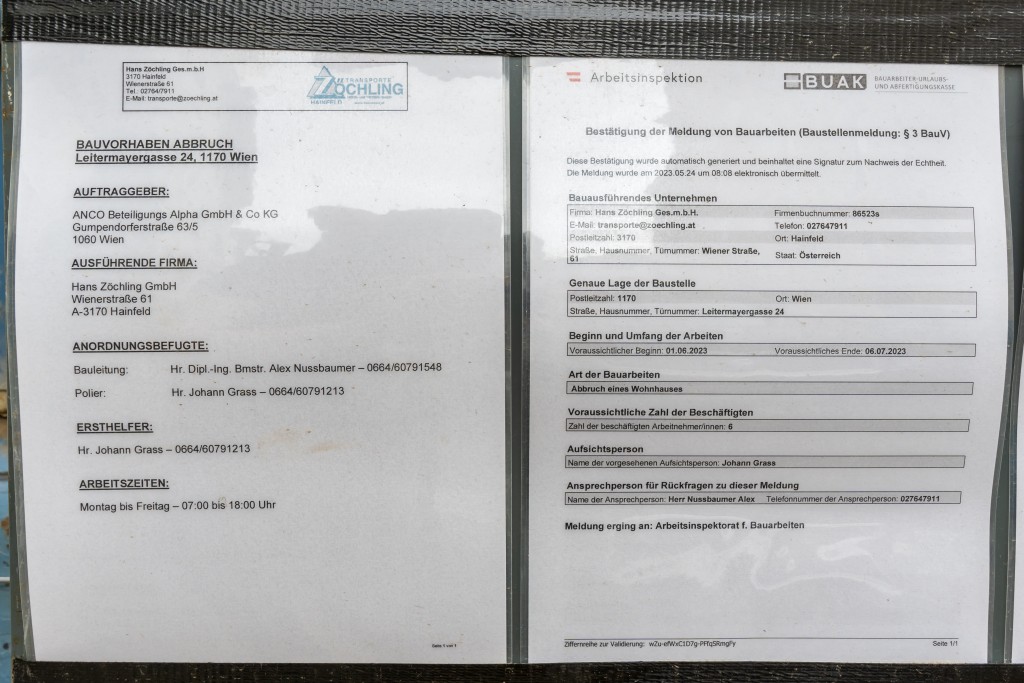 Hans Zöchling Ges.m.b.H
3170 Hainfeld
Wienerstraße 61
Tel.: 02764/7911
E-Mail: transporte@zoechling.at
TRANSPORTE
ZÖCHLING
HAINFELD
BAUVORHABEN ABBRUCH
Leitermayergasse 24, 1170 Wien
AUFTRAGGEBER:
ANCO Beteiligungs Alpha GmbH & Co KG
Gumpendorferstraße 63/5
1060 Wien
AUSFÜHRENDE FIRMA:
Hans Zöchling GmbH
Wienerstraße 61
A-3170 Hainfeld
ANORDNUNGSBEFUGTE:
Bauleitung: Hr. Dipl.-Ing. Bmstr. Alex Nussbaumer – 0664/60791548
Polier: Hr. Johann Grass – 0664/60791213
ERSTHELFER:
Hr. Johann Grass – 0664/60791213
ARBEITSZEITEN:
Montag bis Freitag – 07:00 bis 18:00 Uhr
Seite 1 von 1
Arbeitsinspektion
BUAK BAUARBEITER-URLAUBS-
UND ABFERTIGUNGSKASSE
Bestätigung der Meldung von Bauarbeiten (Baustellenmeldung: § 3 BauV)
Diese Bestätigung wurde automatisch generiert und beinhaltet eine Signatur zum Nachweis der Echtheit.
Die Meldung wurde am 2023.05.24 um 08:08 elektronisch übermittelt.
Bauausführendes Unternehmen
Firma: Hans Zöchling Ges.m.b.H. Firmenbuchnummer: 86523s
E-Mail: transporte@zoechling.at Telefon: 027647911
Postleitzahl: 3170 Ort: Hainfeld
Straße, Hausnummer, Türnummer: Wiener Straße, Staat: Österreich
61
Genaue Lage der Baustelle
Postleitzahl: 1170 Ort: Wien
Straße, Hausnummer, Türnummer: Leitermayergasse 24
Beginn und Umfang der Arbeiten
Voraussichtlicher Beginn: 01.06.2023 Voraussichtliches Ende: 06.07.2023
Art der Bauarbeiten
Abbruch eines Wohnhauses
Voraussichtliche Zahl der Beschäftigten
Zahl der beschäftigten Arbeitnehmer/innen: 6
Aufsichtsperson
Name der vorgesehenen Aufsichtsperson: Johann Grass
Ansprechperson für Rückfragen zu dieser Meldung
Name der Ansprechperson: Herr Nussbaumer Alex Telefonnummer der Ansprechperson: 027647911
Meldung erging an: Arbeitsinspektorat f. Bauarbeiten
Ziffernreihe zur Validierung: wZu-efWxC1D7g-PPfqSRmgFy Seite 1/1